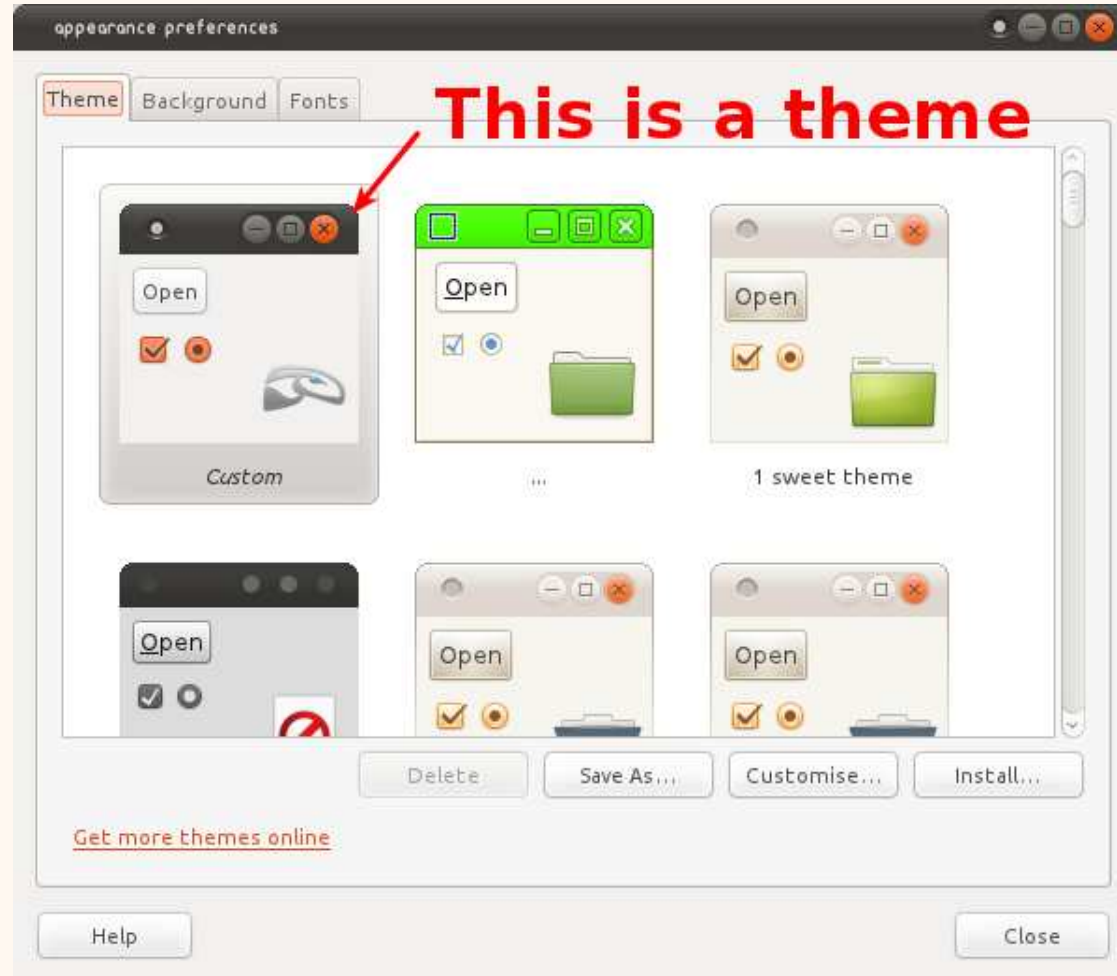 appearance preferences
Theme Background Fonts
This is a theme
Open Open Open
Custom ... 1 sweet theme
Open Open Open
Delete Save As... Customise... Install...
Get more themes online
Help Close